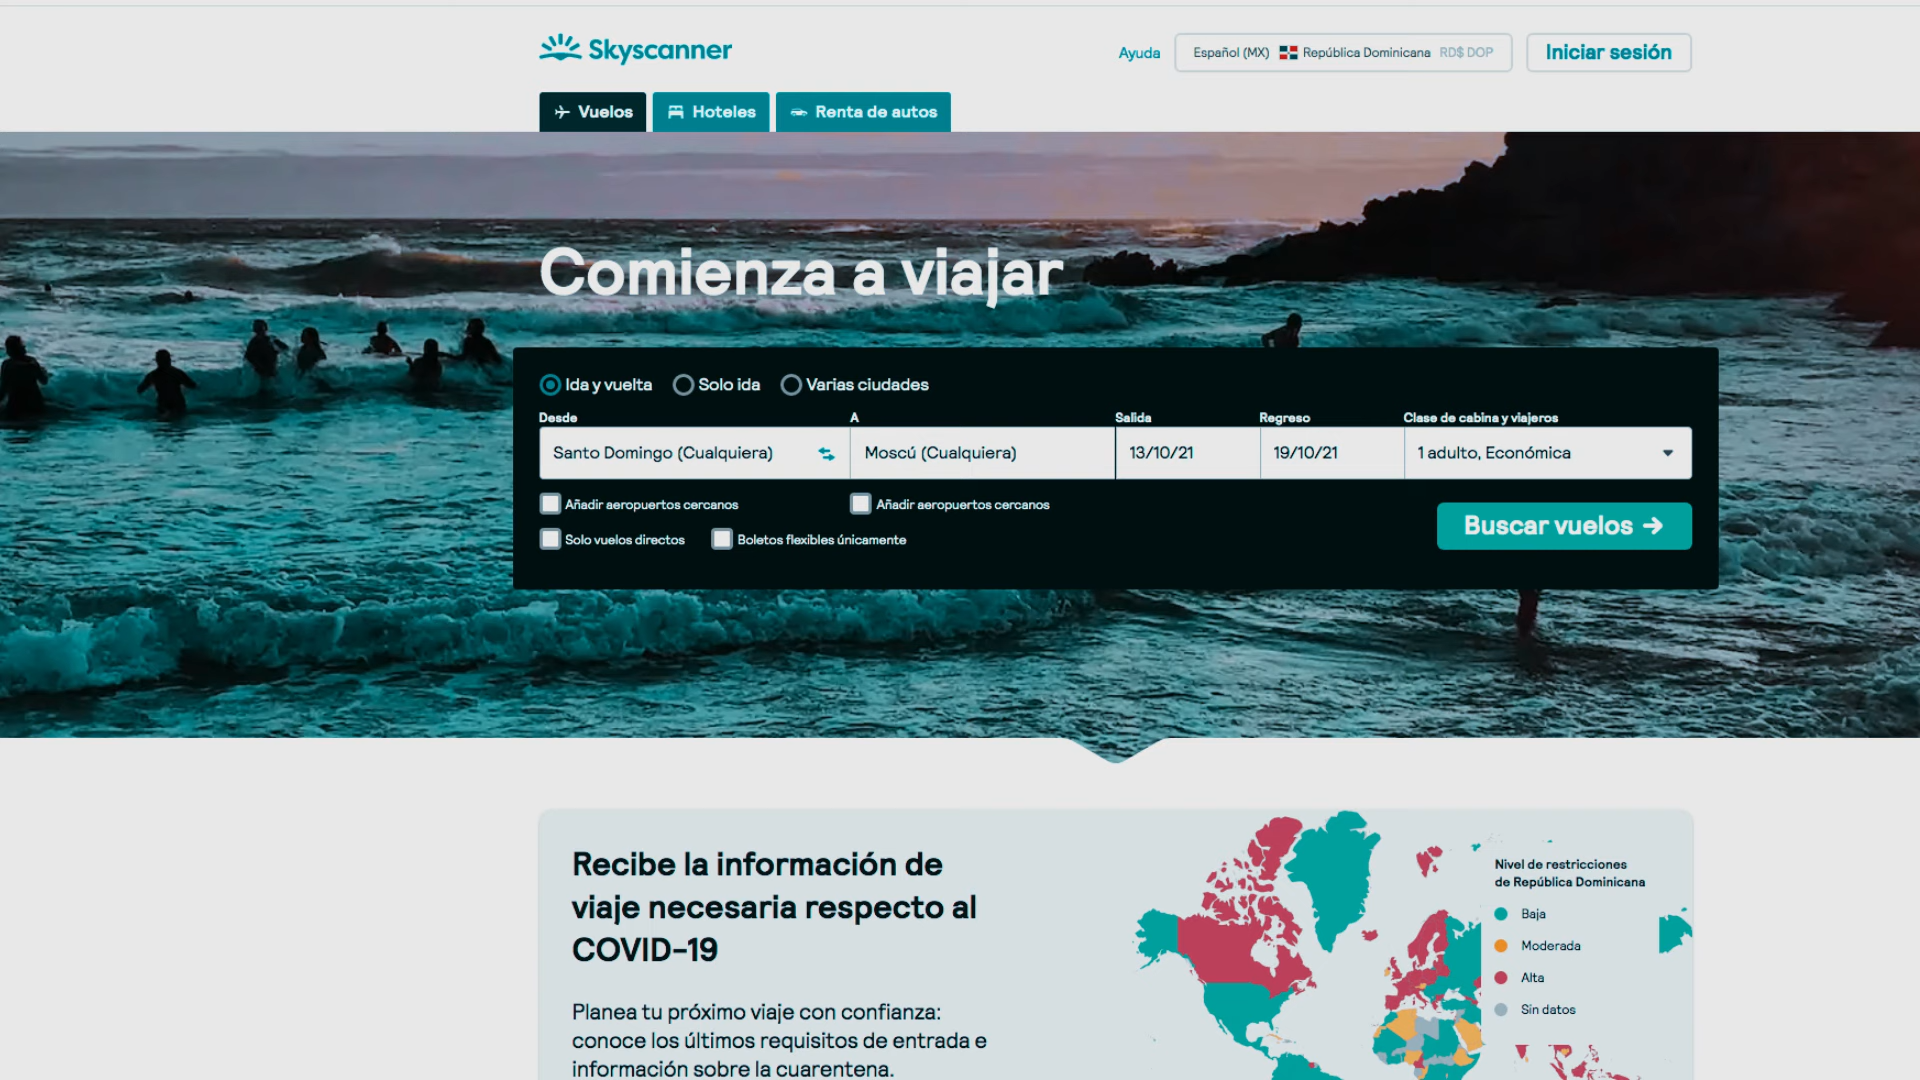 Skyscanner
Ayuda
Español (MX) República Dominicana RD$ DOP
Iniciar sesión
Vuelos
Hoteles
Renta de autos
Comienza a viajar
Ida y vuelta
Solo ida
Varias ciudades
Desde
A
Salida
Regreso
Clase de cabina y viajeros
Santo Domingo (Cualquiera)
Moscú (Cualquiera)
13/10/21
19/10/21
1 adulto, Económica
Añadir aeropuertos cercanos
Añadir aeropuertos cercanos
Solo vuelos directos
Boletos flexibles únicamente
Buscar vuelos
Recibe la información de
viaje necesaria respecto al
COVID-19
Planea tu próximo viaje con confianza:
conoce los últimos requisitos de entrada e
información sobre la cuarentena.
Nivel de restricciones
de República Dominicana
Baja
Moderada
Alta
Sin datos